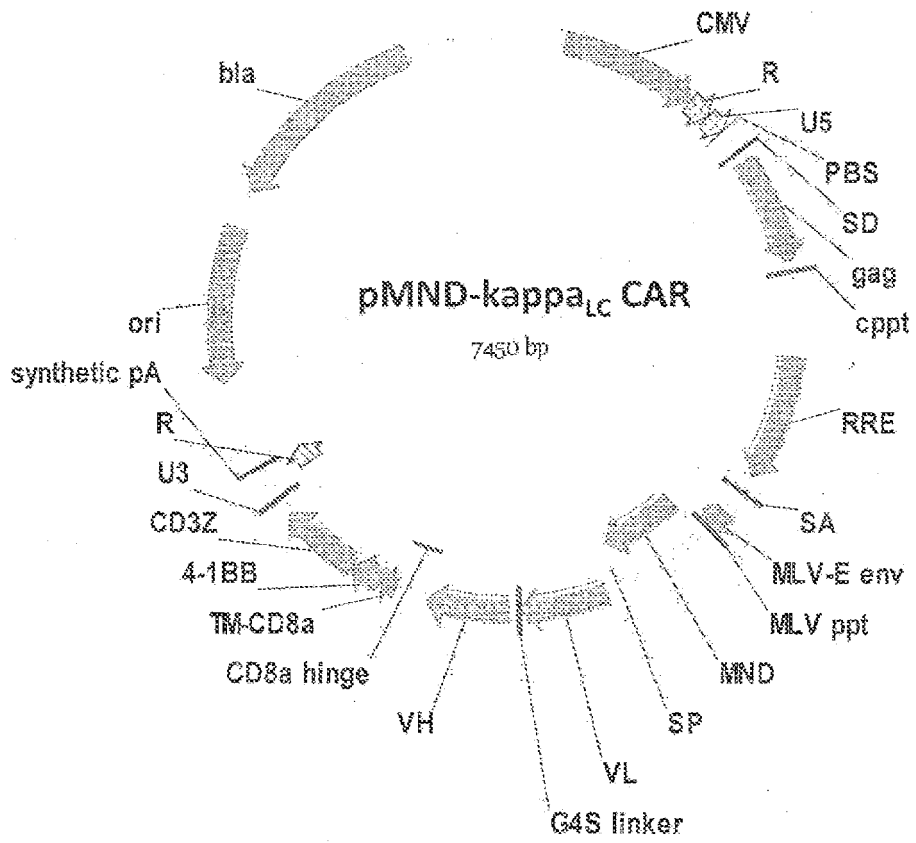 CMV
R
bla
U5
PBS
SD
gag
pMND-kappaLC CAR
cppt
ori
7450 bp
synthetic pA
R
RRE
U3
SA
CD3Z
MLV-E env
4-1BB
MLV ppt
TM-CD8a
MND
CD8a hinge
SP
VH
VL
G4S linker